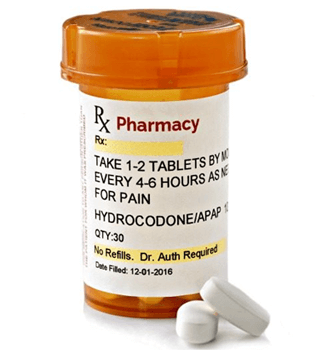 Rx Pharmacy
Rx:
TAKE 1-2 TABLETS BY
EVERY 4-6 HOURS AS
FOR PAIN
HYDROCODONE/APAP
QTY:30
No Refills. Dr. Auth Required
Date Filled: 12-01-2016